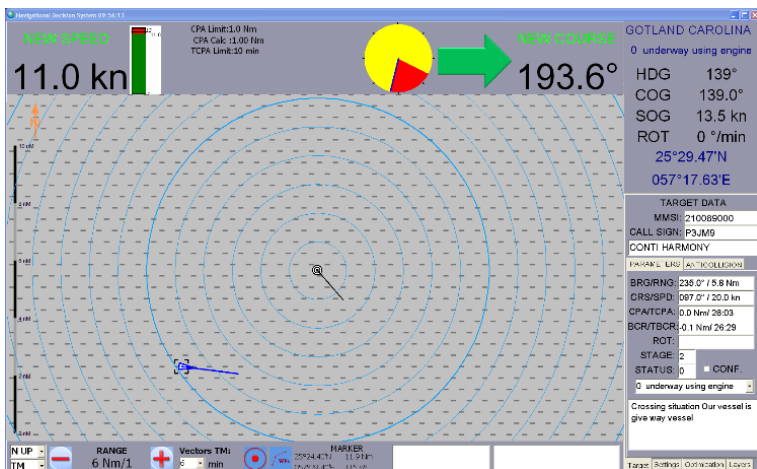 Navigational Decision System 09:56:13
NEW SPEED
11.0 kn
CPA Limit:1.0 Nm
CPA Calc :1.00 Nm
TCPA Limit:10 min
NEW COURSE
193.6°
GOTLAND CAROLINA
0 underway using engine
HDG 139°
COG 139.0°
SOG 13.5 kn
ROT 0 °/min
25°29.47'N
057°17.63'E
TARGET DATA
MMSI: 210089000
CALL SIGN: P3JM9
CONTI HARMONY
PARAMETERS ANTICOLLISION
BRG/RNG: 235.0° / 5.8 Nm
CRS/SPD: 097.0° / 20.0 kn
CPA/TCPA: 0.0 Nm/ 26:03
BCR/TBCR: -0.1 Nm/ 26:29
ROT:
STAGE: 2
STATUS: 0 CONF.
0 underway using engine
Crossing situation Our vessel is
give way vessel
N UP
TM
RANGE
6 Nm/1
Vectors TM:
6 min
MARKER
11.9 Nm
Target Settings Optimization Layers